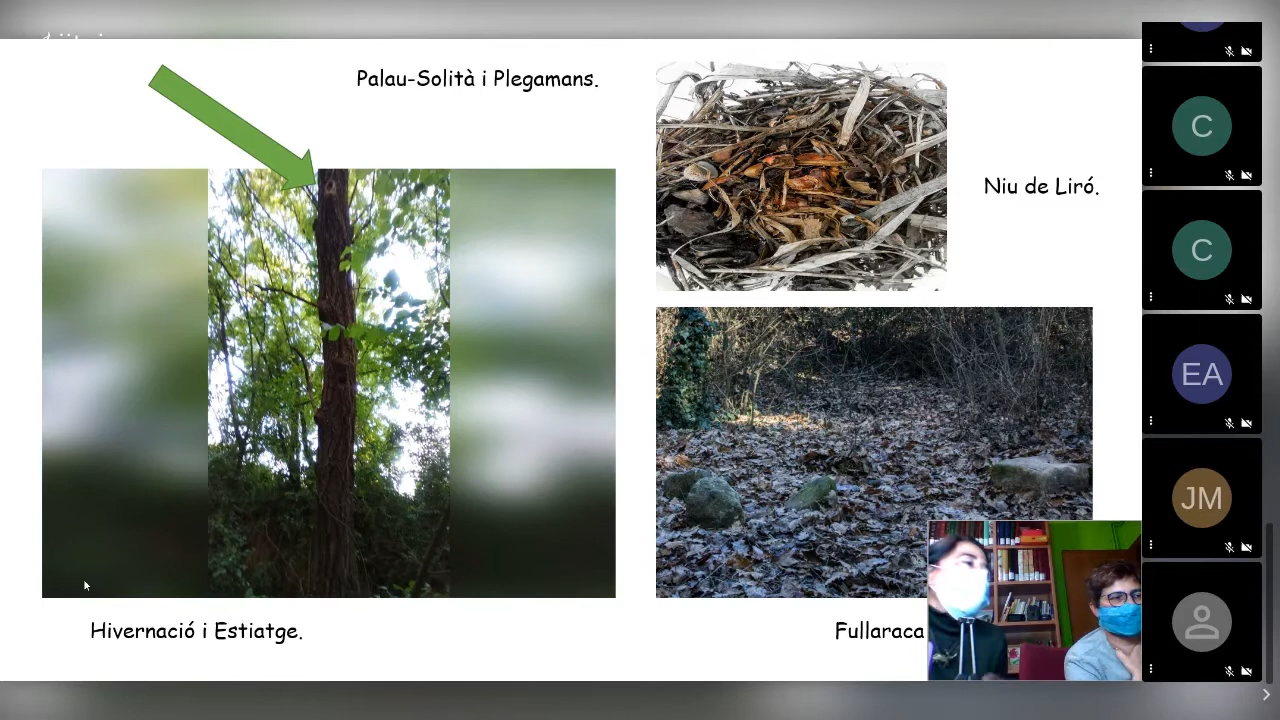 Palau-Solità i Plegamans.
Niu de Liró.
Hivernació i Estiatge.
Fullaraca
C
C
EA
JM